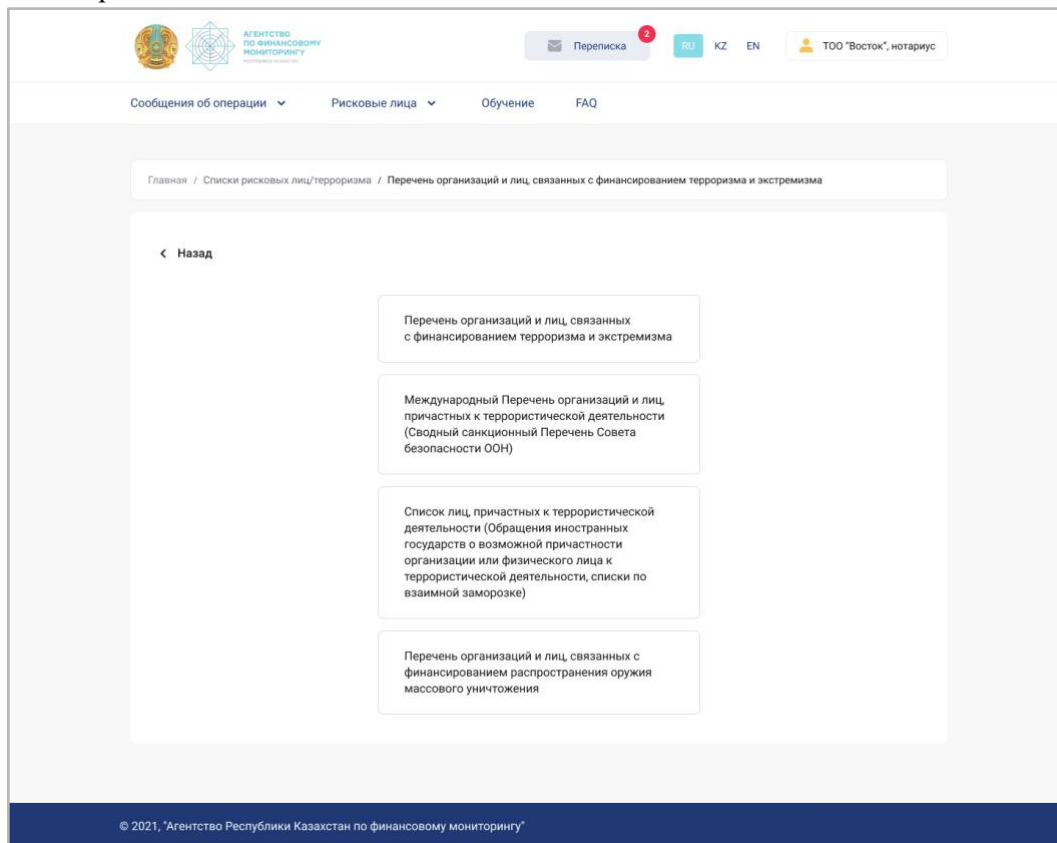 АГЕНТСТВО
ПО ФИНАНСОВОМУ
МОНИТОРИНГУ
РЕСПУБЛИКИ КАЗАХСТАН
Переписка 2 RU KZ EN ТОО "Восток", нотариус
Сообщения об операции Рисковые лица Обучение FAQ
Главная / Списки рисковых лиц/терроризма / Перечень организаций и лиц, связанных с финансированием терроризма и экстремизма
Назад
Перечень организаций и лиц, связанных
с финансированием терроризма и экстремизма
Международный Перечень организаций и лиц,
причастных к террористической деятельности
(Сводный санкционный Перечень Совета
безопасности ООН)
Список лиц, причастных к террористической
деятельности (Обращения иностранных
государств о возможной причастности
организации или физического лица к
террористической деятельности, списки по
взаимной заморозке)
Перечень организаций и лиц, связанных с
финансированием распространения оружия
массового уничтожения
© 2021, "Агентство Республики Казахстан по финансовому мониторингу"